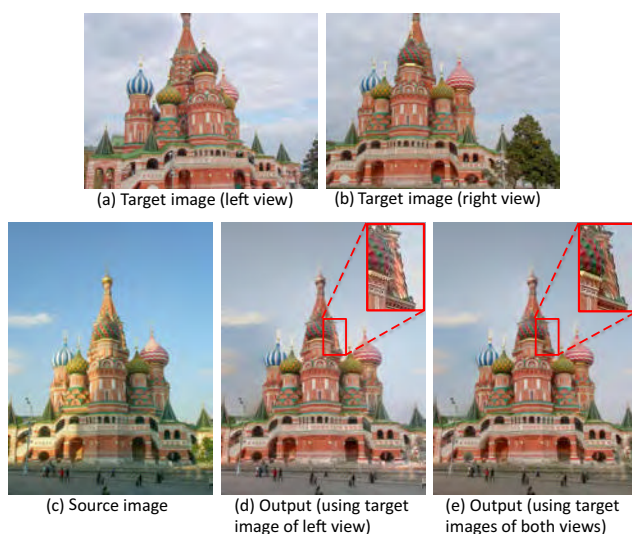 (a) Target image (left view)
(b) Target image (right view)
(c) Source image
(d) Output (using target
image of left view)
(e) Output (using target
images of both views)